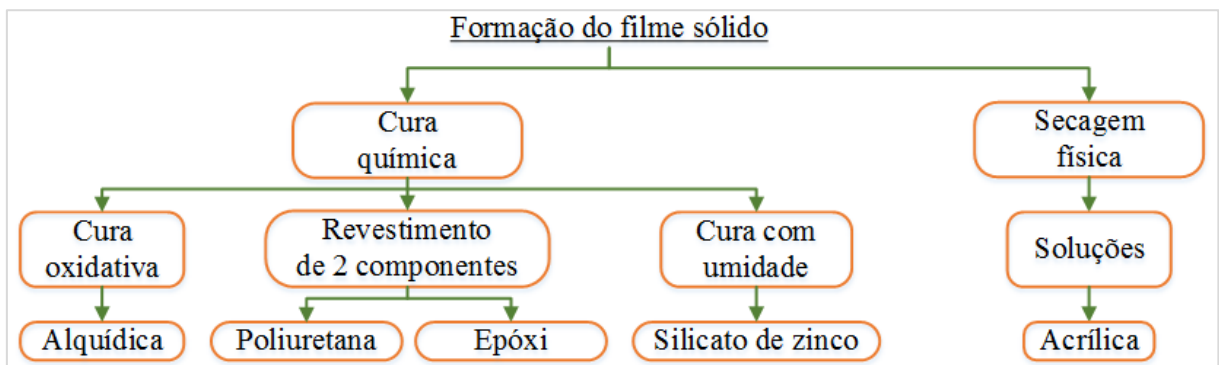 Formação do filme sólido
Cura
química
Secagem
física
Cura
oxidativa
Revestimento
de 2 componentes
Cura com
umidade
Soluções
Alquídica
Poliuretana
Epóxi
Silicato de zinco
Acrílica